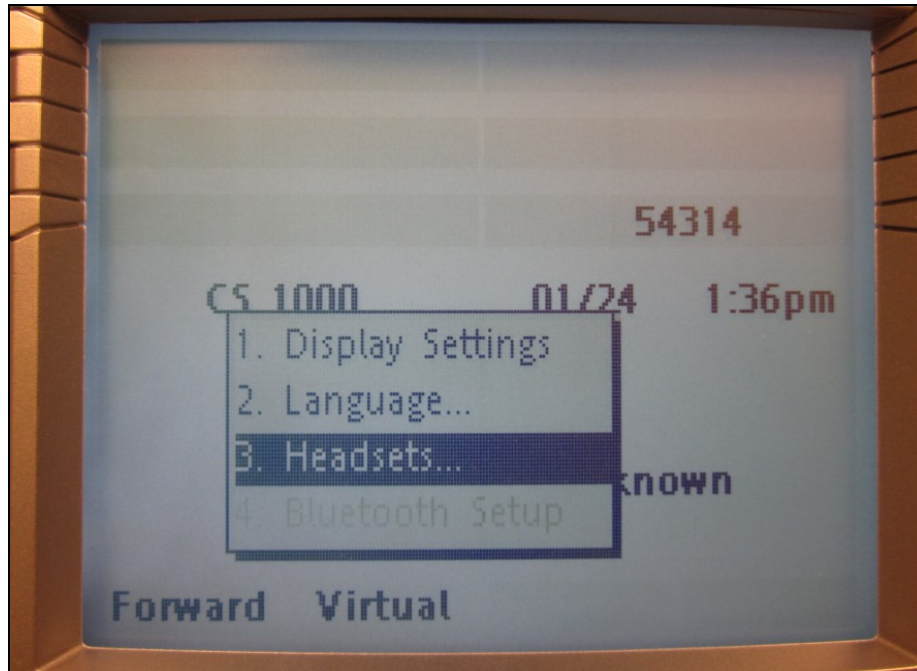 54314
CS 1000 01/24 1:36pm
1. Display Settings
2. Language...
3. Headsets...
known
4. Bluetooth Setup
Forward Virtual